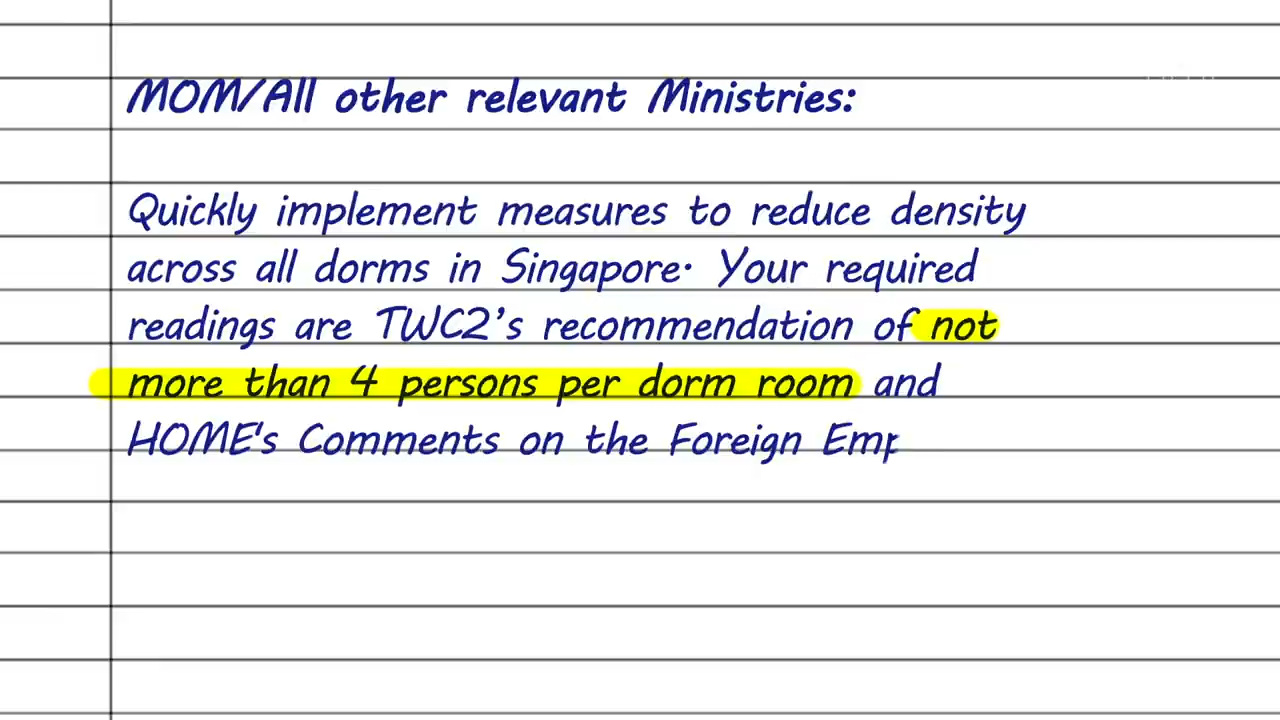 MOM/All other relevant Ministries:
Quickly implement measures to reduce density
across all dorms in Singapore. Your required
readings are TWC2's recommendation of not
more than 4 persons per dorm room and
HOME's Comments on the Foreign Emp